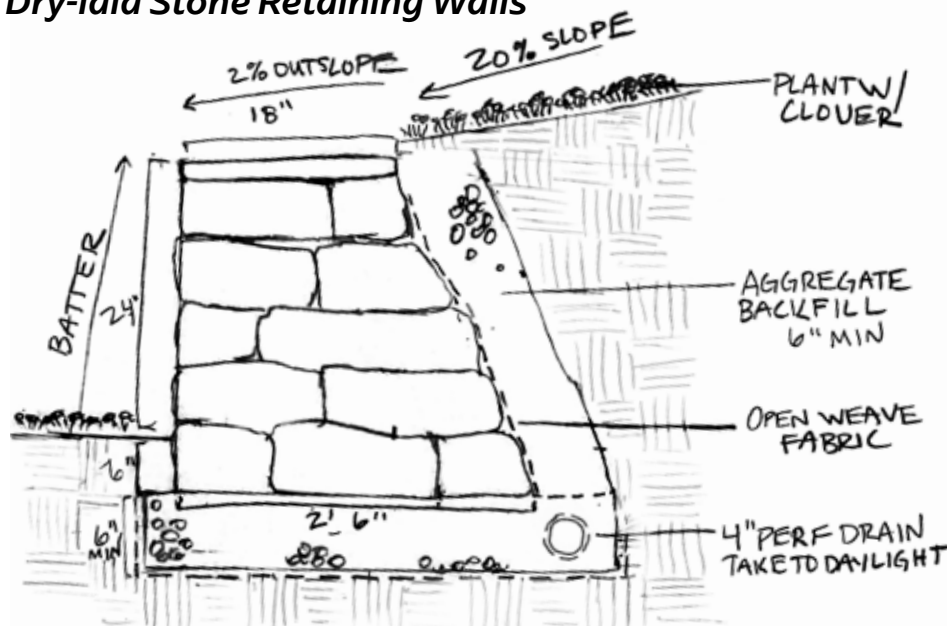 Dry-laid Stone Retaining Walls
2% OUTSLOPE
20% SLOPE
18"
PLANT W/
CLOVER
BATTER
24"
AGGREGATE
BACKFILL
6" MIN
OPEN WEAVE
FABRIC
6"
2' 6"
6"
MIN
4" PERF DRAIN
TAKE TO DAYLIGHT